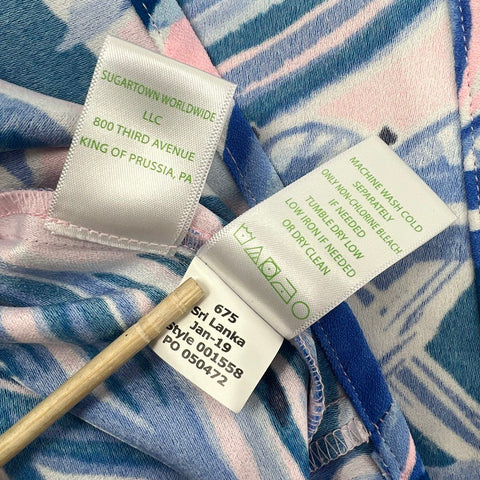 SUGARTOWN WORLDWIDE
LLC
800 THIRD AVENUE
KING OF PRUSSIA, PA
MACHINE WASH COLD
SEPARATELY
ONLY NON-CHLORINE BLEACH
IF NEEDED
TUMBLE DRY LOW
LOW IRON IF NEEDED
OR DRY CLEAN
675
Sri Lanka
Jan-19
Style 001558
PO 050472